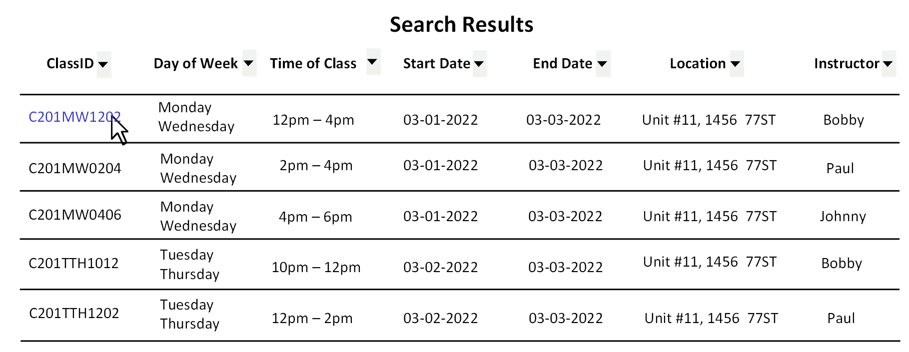 Search Results
ClassID Day of Week Time of Class Start Date End Date Location Instructor
C201MW1202 Monday Wednesday 12pm – 4pm 03-01-2022 03-03-2022 Unit #11, 1456 77ST Bobby
C201MW0204 Monday Wednesday 2pm – 4pm 03-01-2022 03-03-2022 Unit #11, 1456 77ST Paul
C201MW0406 Monday Wednesday 4pm – 6pm 03-01-2022 03-03-2022 Unit #11, 1456 77ST Johnny
C201TTH1012 Tuesday Thursday 10pm – 12pm 03-02-2022 03-03-2022 Unit #11, 1456 77ST Bobby
C201TTH1202 Tuesday Thursday 12pm – 2pm 03-02-2022 03-03-2022 Unit #11, 1456 77ST Paul